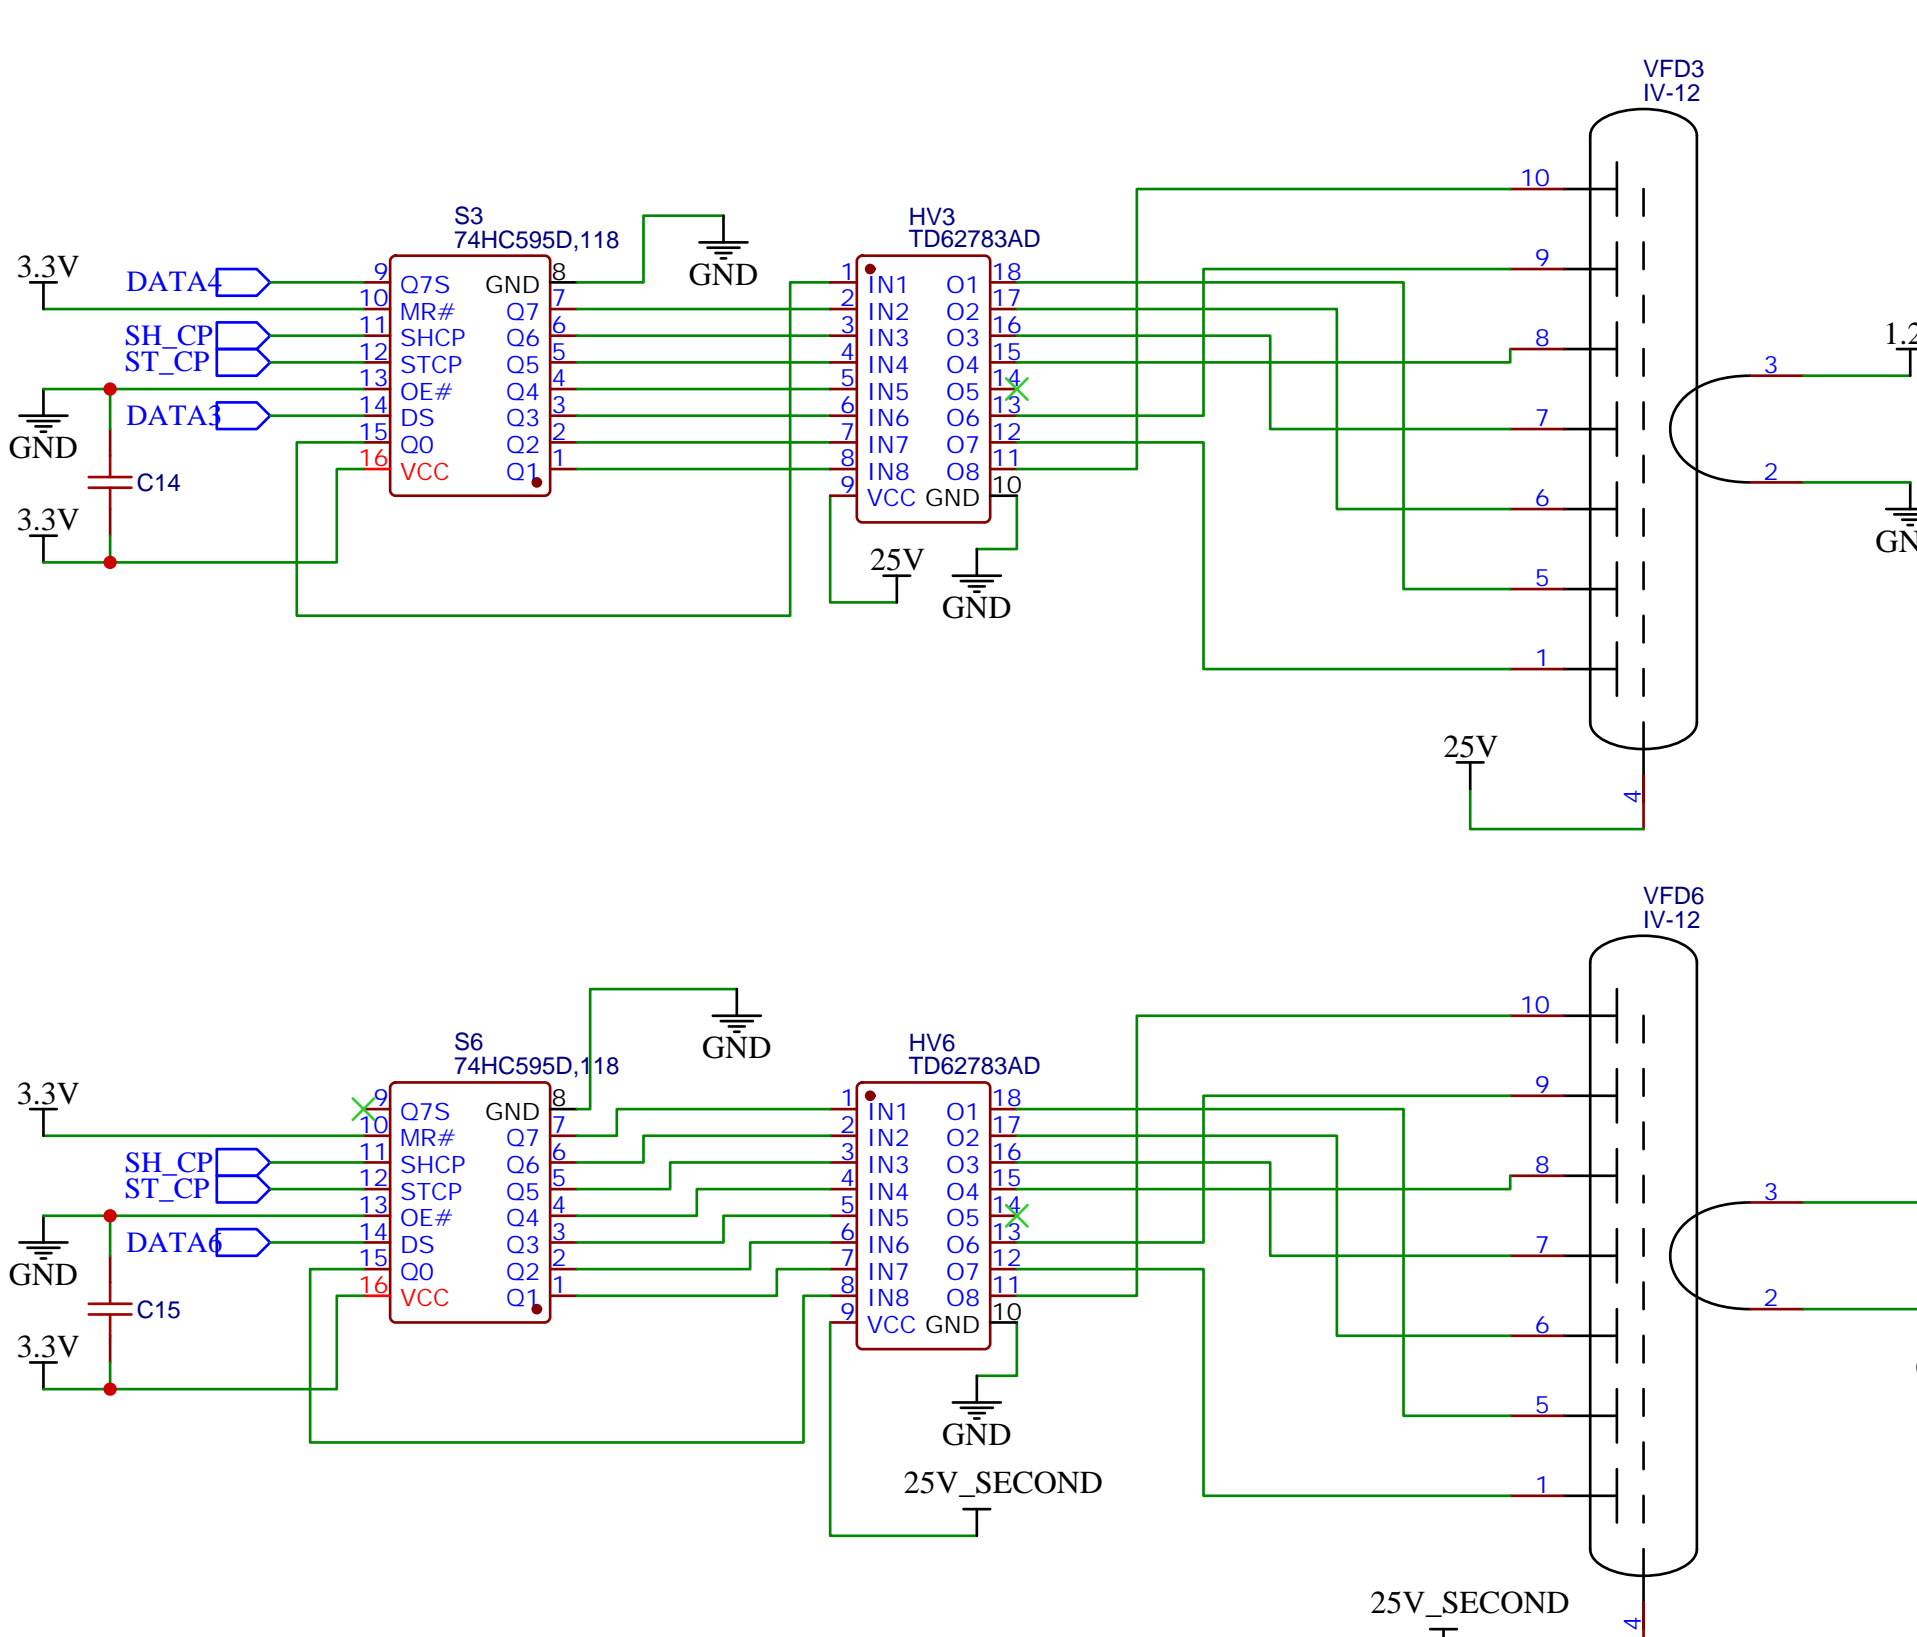 VFD3
IV-12
10
9
8
7
6
5
1
3
2
4
1.2
GN
25V
S3
74HC595D,118
GND
3.3V
DATA4
SH_CP
ST_CP
GND
DATA3
C14
3.3V
9 Q7S GND 8
10 MR# Q7 7
11 SHCP Q6 6
12 STCP Q5 5
13 OE# Q4 4
14 DS Q3 3
15 Q0 Q2 2
16 VCC Q1 1
HV3
TD62783AD
1 IN1 O1 18
2 IN2 O2 17
3 IN3 O3 16
4 IN4 O4 15
5 IN5 O5 14
6 IN6 O6 13
7 IN7 O7 12
8 IN8 O8 11
9 VCC GND 10
25V
GND
VFD6
IV-12
10
9
8
7
6
5
1
3
2
4
25V_SECOND
S6
74HC595D,118
GND
3.3V
SH_CP
ST_CP
GND
DATA6
C15
3.3V
9 Q7S GND 8
10 MR# Q7 7
11 SHCP Q6 6
12 STCP Q5 5
13 OE# Q4 4
14 DS Q3 3
15 Q0 Q2 2
16 VCC Q1 1
HV6
TD62783AD
1 IN1 O1 18
2 IN2 O2 17
3 IN3 O3 16
4 IN4 O4 15
5 IN5 O5 14
6 IN6 O6 13
7 IN7 O7 12
8 IN8 O8 11
9 VCC GND 10
GND
25V_SECOND